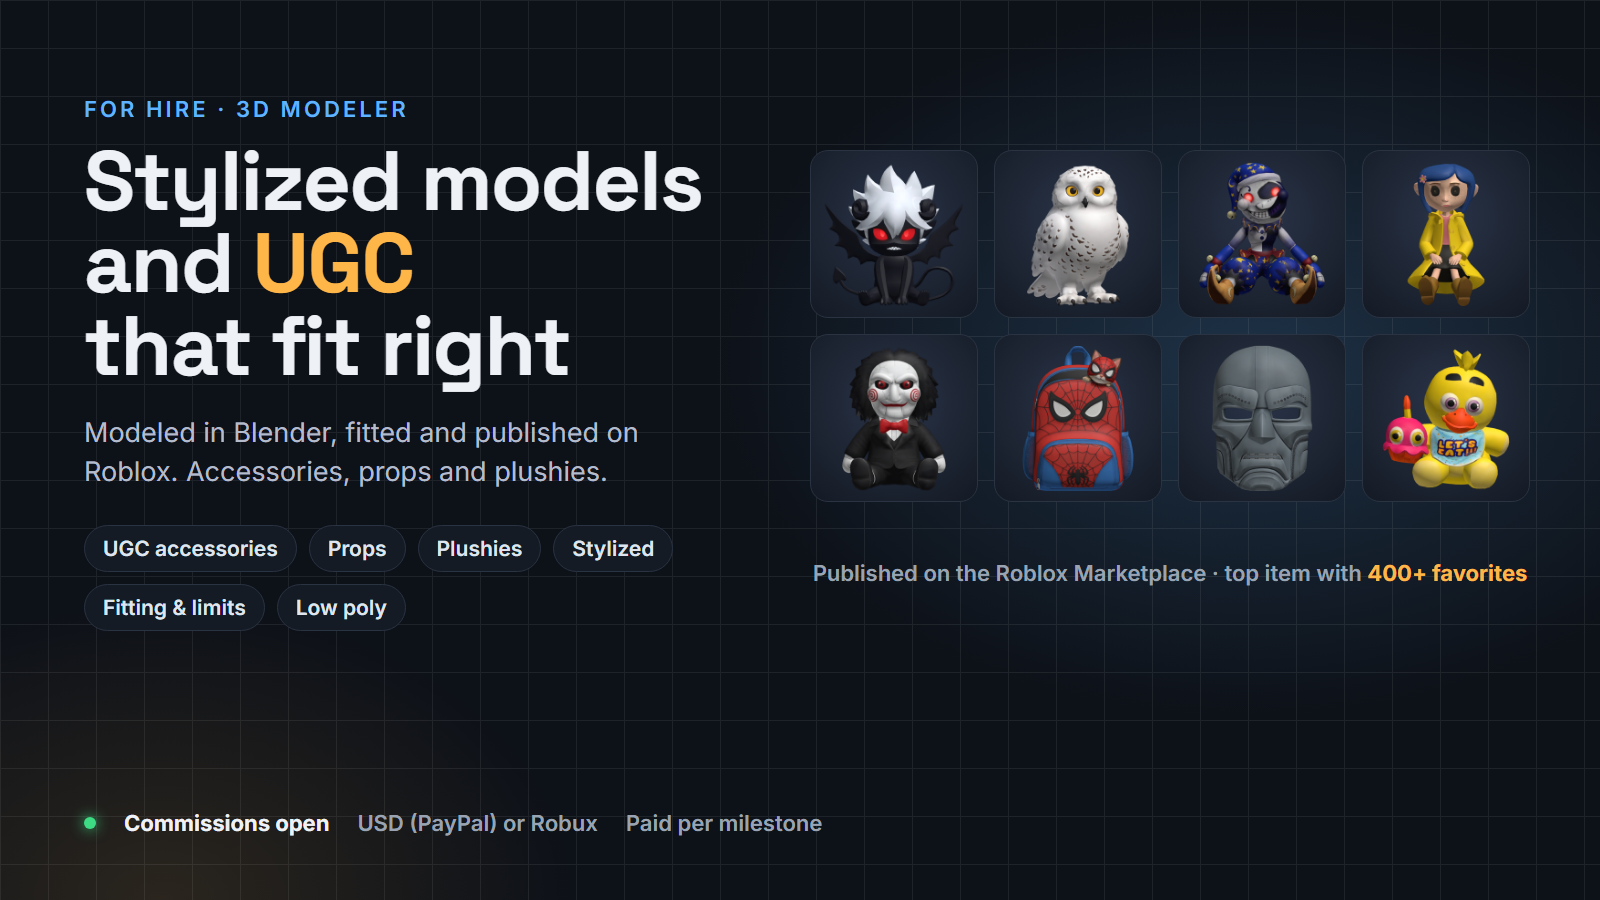 FOR HIRE · 3D MODELER
Stylized models
and UGC
that fit right
Modeled in Blender, fitted and published on
Roblox. Accessories, props and plushies.
UGC accessories
Props
Plushies
Stylized
Fitting & limits
Low poly
LET'S
EAT!!!
Published on the Roblox Marketplace · top item with 400+ favorites
Commissions open
USD (PayPal) or Robux
Paid per milestone